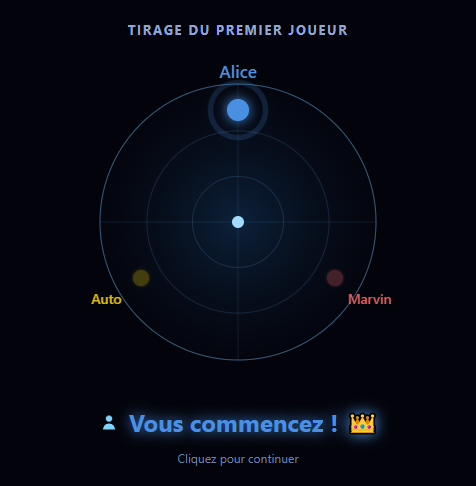 TIRAGE DU PREMIER JOUEUR
Alice
Auto
Marvin
Vous commencez !
Cliquez pour continuer